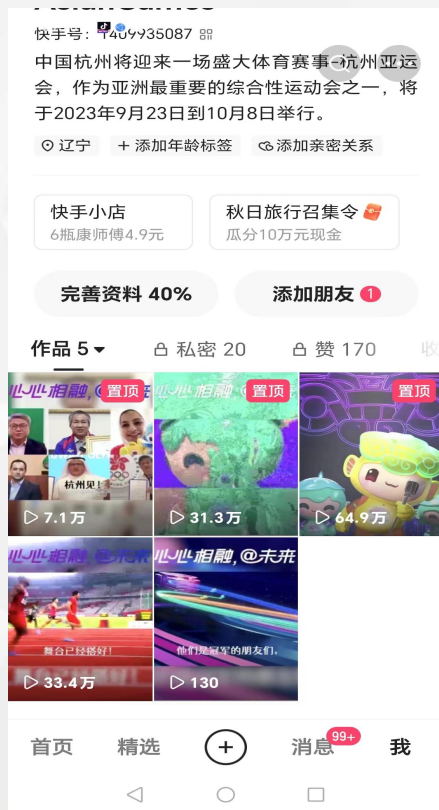 快手号：1409935087
中国杭州将迎来一场盛大体育赛事-杭州亚运
会，作为亚洲最重要的综合性运动会之一，将
于2023年9月23日到10月8日举行。
辽宁
+ 添加年龄标签
添加亲密关系
快手小店
6瓶康师傅4.9元
秋日旅行召集令
瓜分10万元现金
完善资料 40%
添加朋友 1
作品 5
私密 20
赞 170
收
心心相融,
置顶
杭州见!
7.1万
心心相融,
置顶
31.3万
置顶
64.9万
心心相融,@未来
舞台已经搭好!
33.4万
心心相融,@未来
他们是冠军的朋友们。
130
首页
精选
+
消息
99+
我